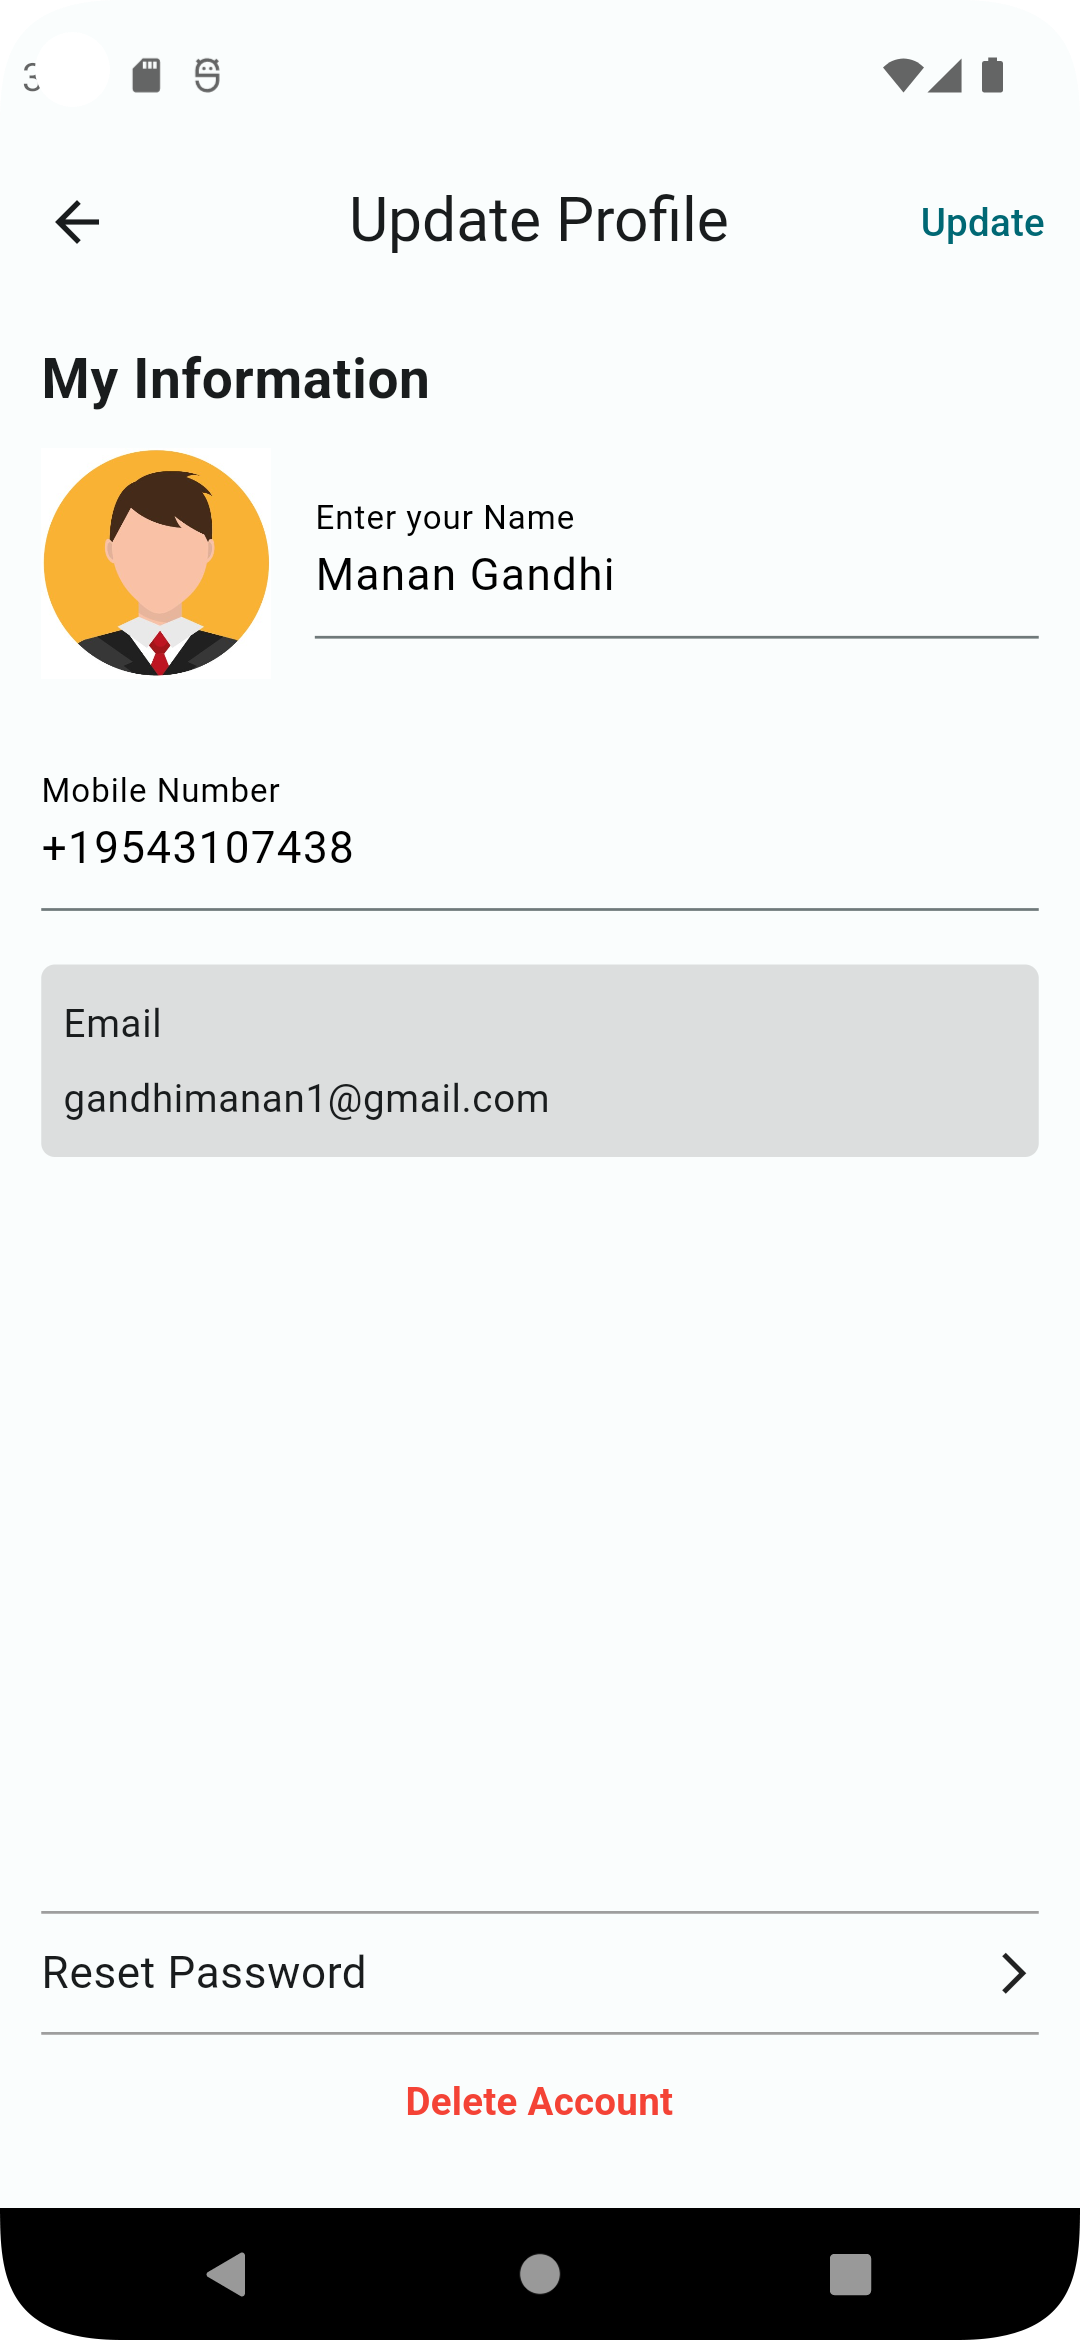 Update Profile
Update
My Information
Enter your Name
Manan Gandhi
Mobile Number
+19543107438
Email
gandhimanan1@gmail.com
Reset Password
Delete Account